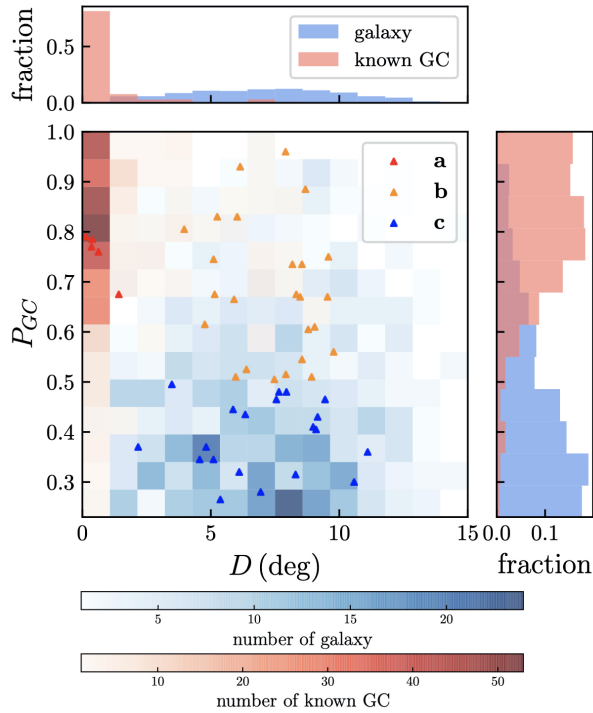 fraction
0.5
0.0
galaxy
known GC
P_GC
1.0
0.9
0.8
0.7
0.6
0.5
0.4
0.3
a
b
c
0
5
10
15
D (deg)
0.0
0.1
fraction
5
10
15
20
number of galaxy
10
20
30
40
50
number of known GC